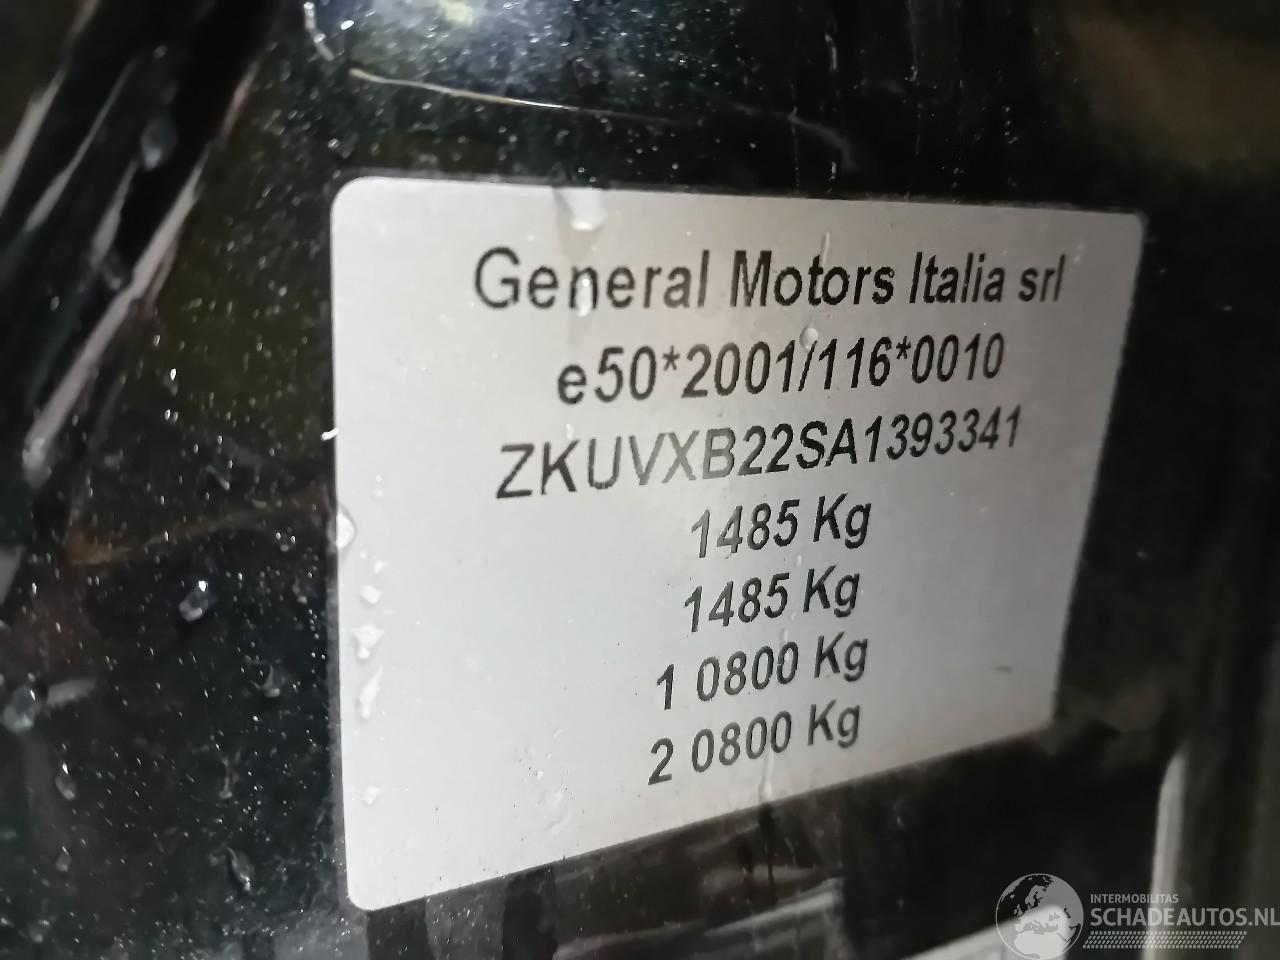 General Motors Italia srl
e50*2001/116*0010
ZKUVXB22SA1393341
1485 Kg
1485 Kg
1 0800 Kg
2 0800 Kg
INTERMOBILITAS
SCHADEAUTOS.NL